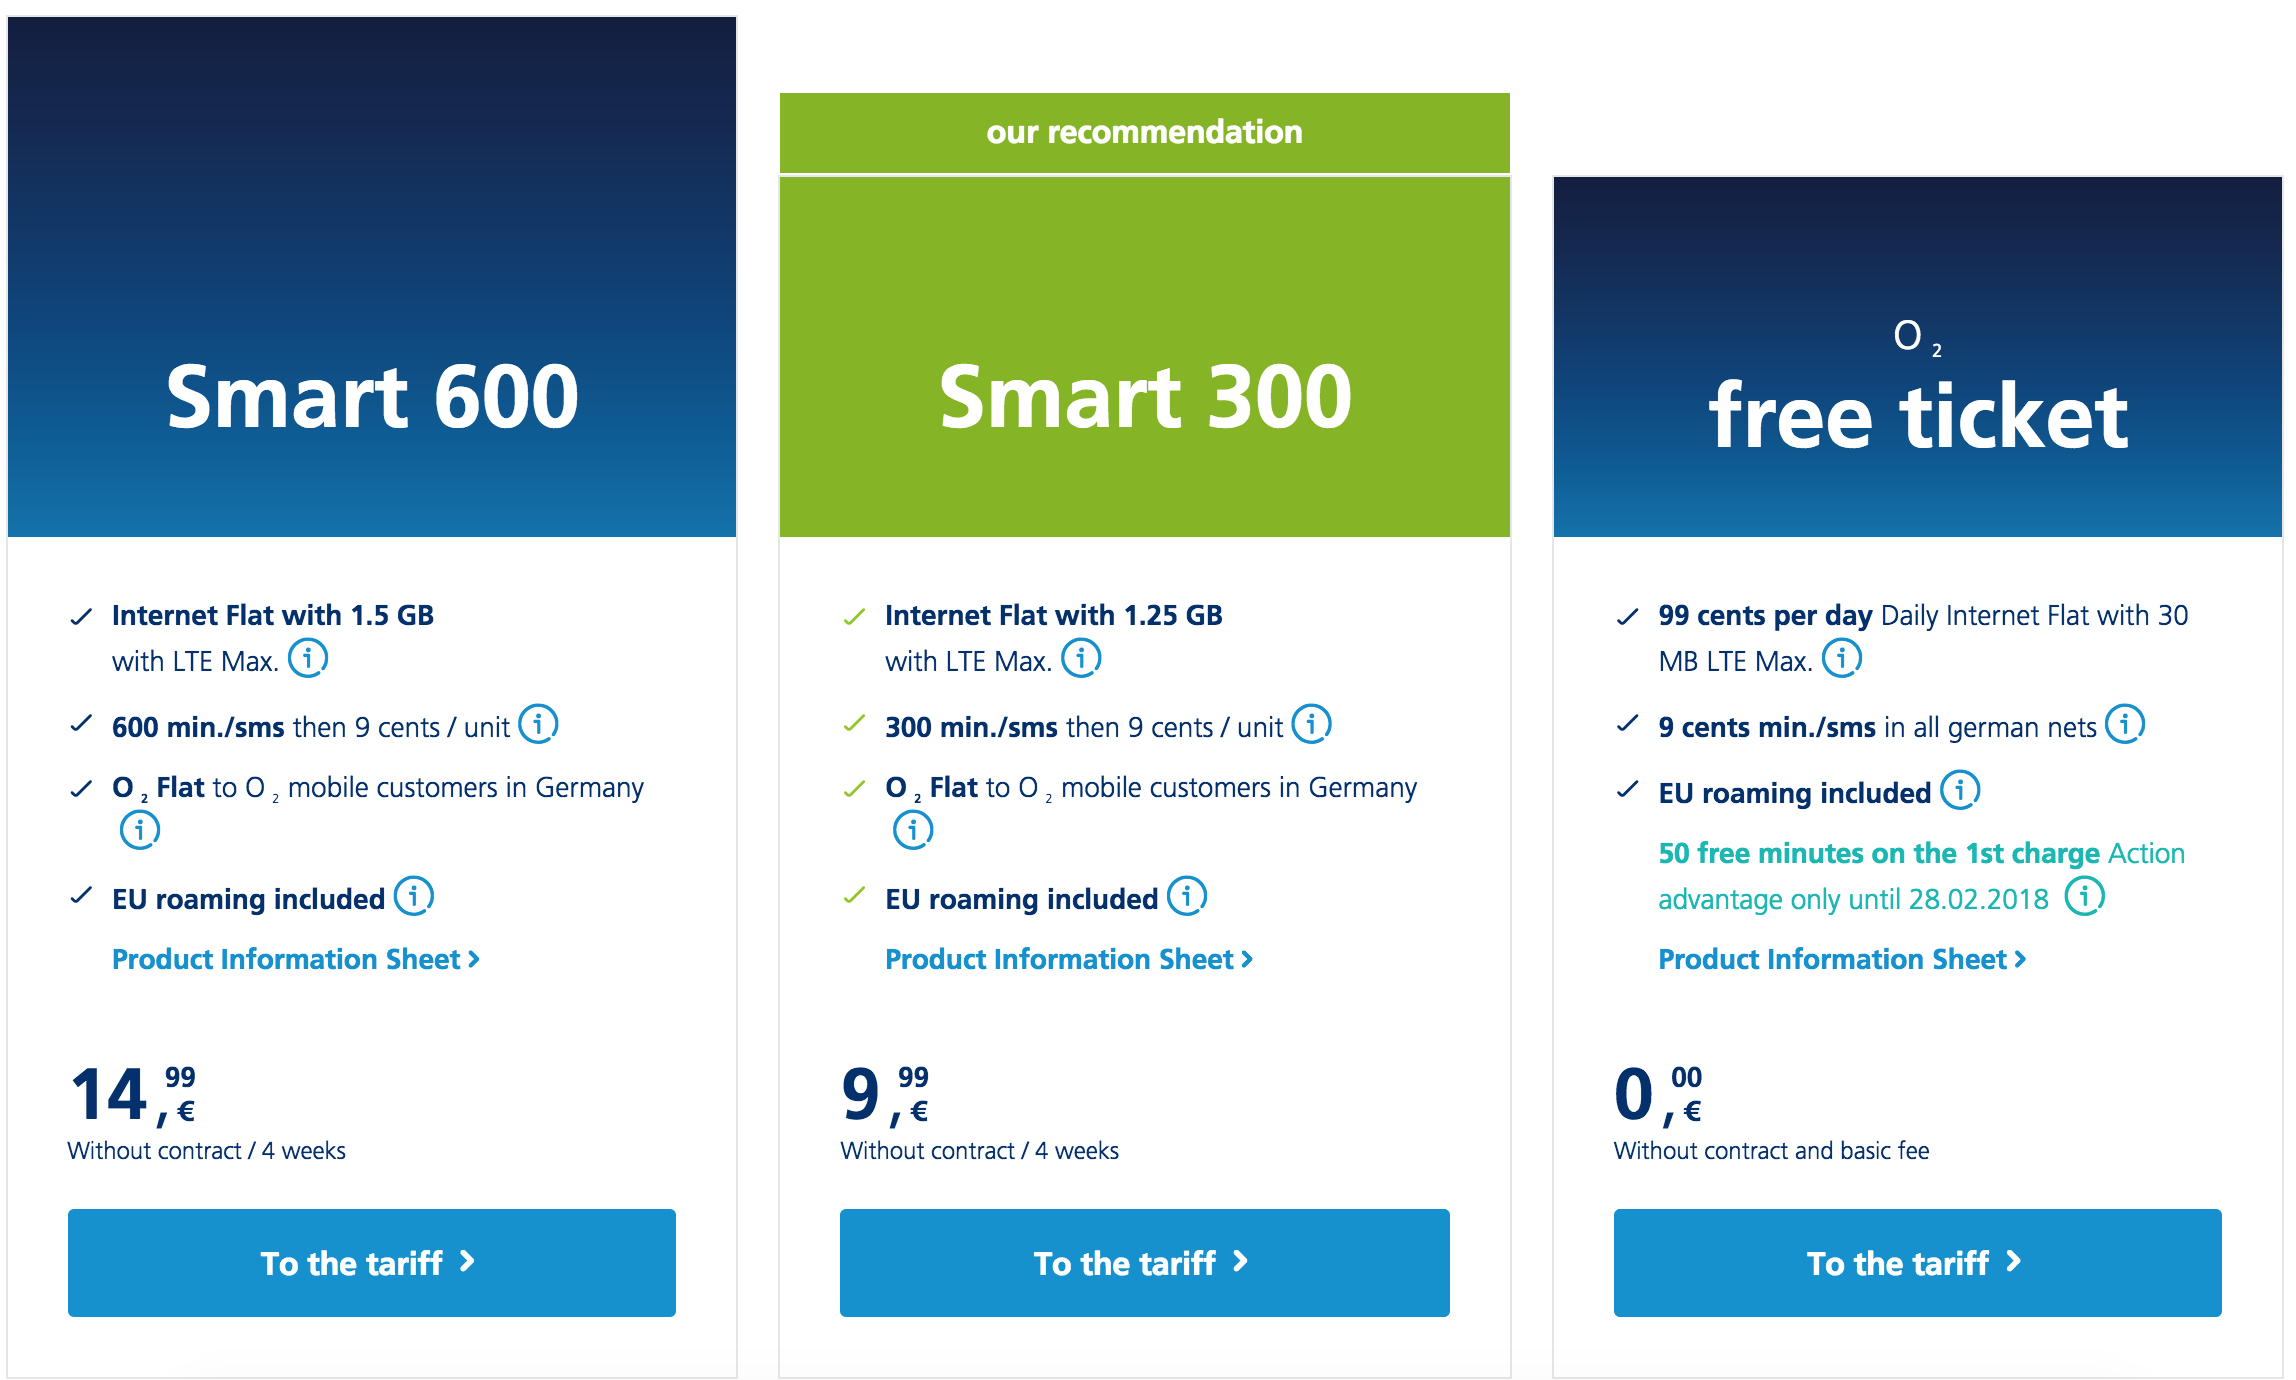 Smart 600
Internet Flat with 1.5 GB
with LTE Max.
600 min./sms then 9 cents / unit
O 2 Flat to O 2 mobile customers in Germany
EU roaming included
Product Information Sheet
14,99 €
Without contract / 4 weeks
To the tariff
our recommendation
Smart 300
Internet Flat with 1.25 GB
with LTE Max.
300 min./sms then 9 cents / unit
O 2 Flat to O 2 mobile customers in Germany
EU roaming included
Product Information Sheet
9,99 €
Without contract / 4 weeks
To the tariff
O 2
free ticket
99 cents per day Daily Internet Flat with 30
MB LTE Max.
9 cents min./sms in all german nets
EU roaming included
50 free minutes on the 1st charge Action
advantage only until 28.02.2018
Product Information Sheet
0,00 €
Without contract and basic fee
To the tariff